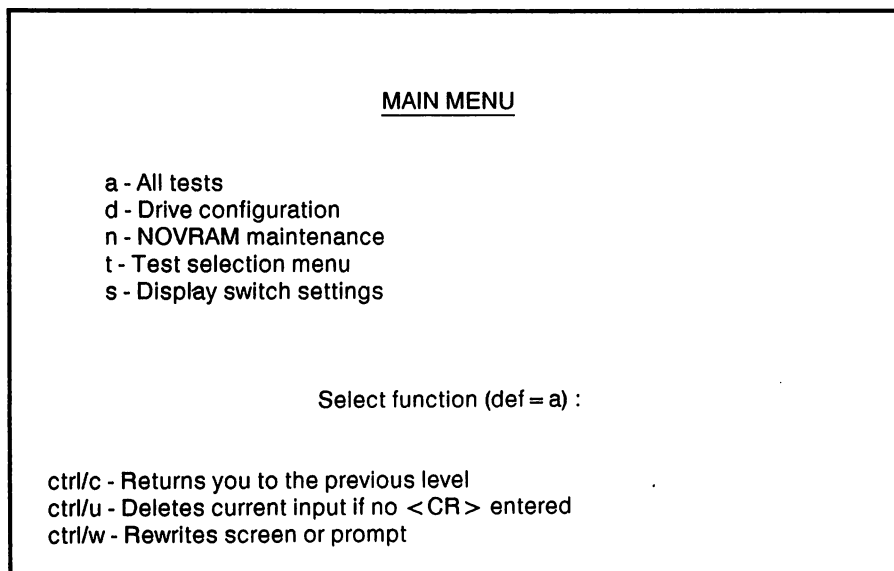 MAIN MENU
a - All tests
d - Drive configuration
n - NOVRAM maintenance
t - Test selection menu
s - Display switch settings
Select function (def = a) :
ctrl/c - Returns you to the previous level
ctrl/u - Deletes current input if no < CR > entered
ctrl/w - Rewrites screen or prompt